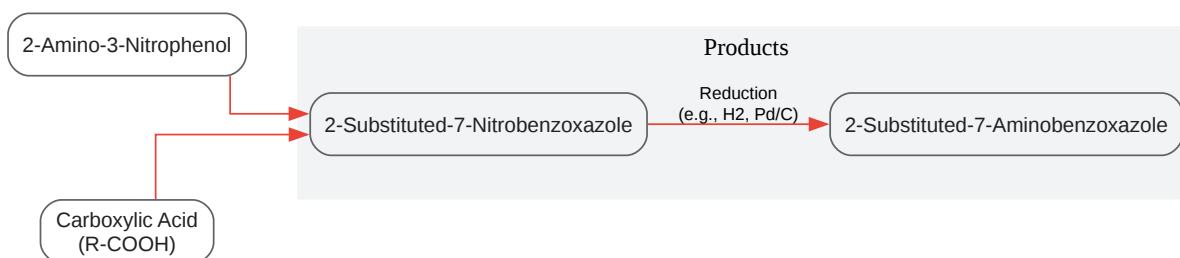 2-Amino-3-Nitrophenol
Products
Reduction
(e.g., H2, Pd/C)
2-Substituted-7-Nitrobenzoxazole
2-Substituted-7-Aminobenzoxazole
Carboxylic Acid
(R-COOH)